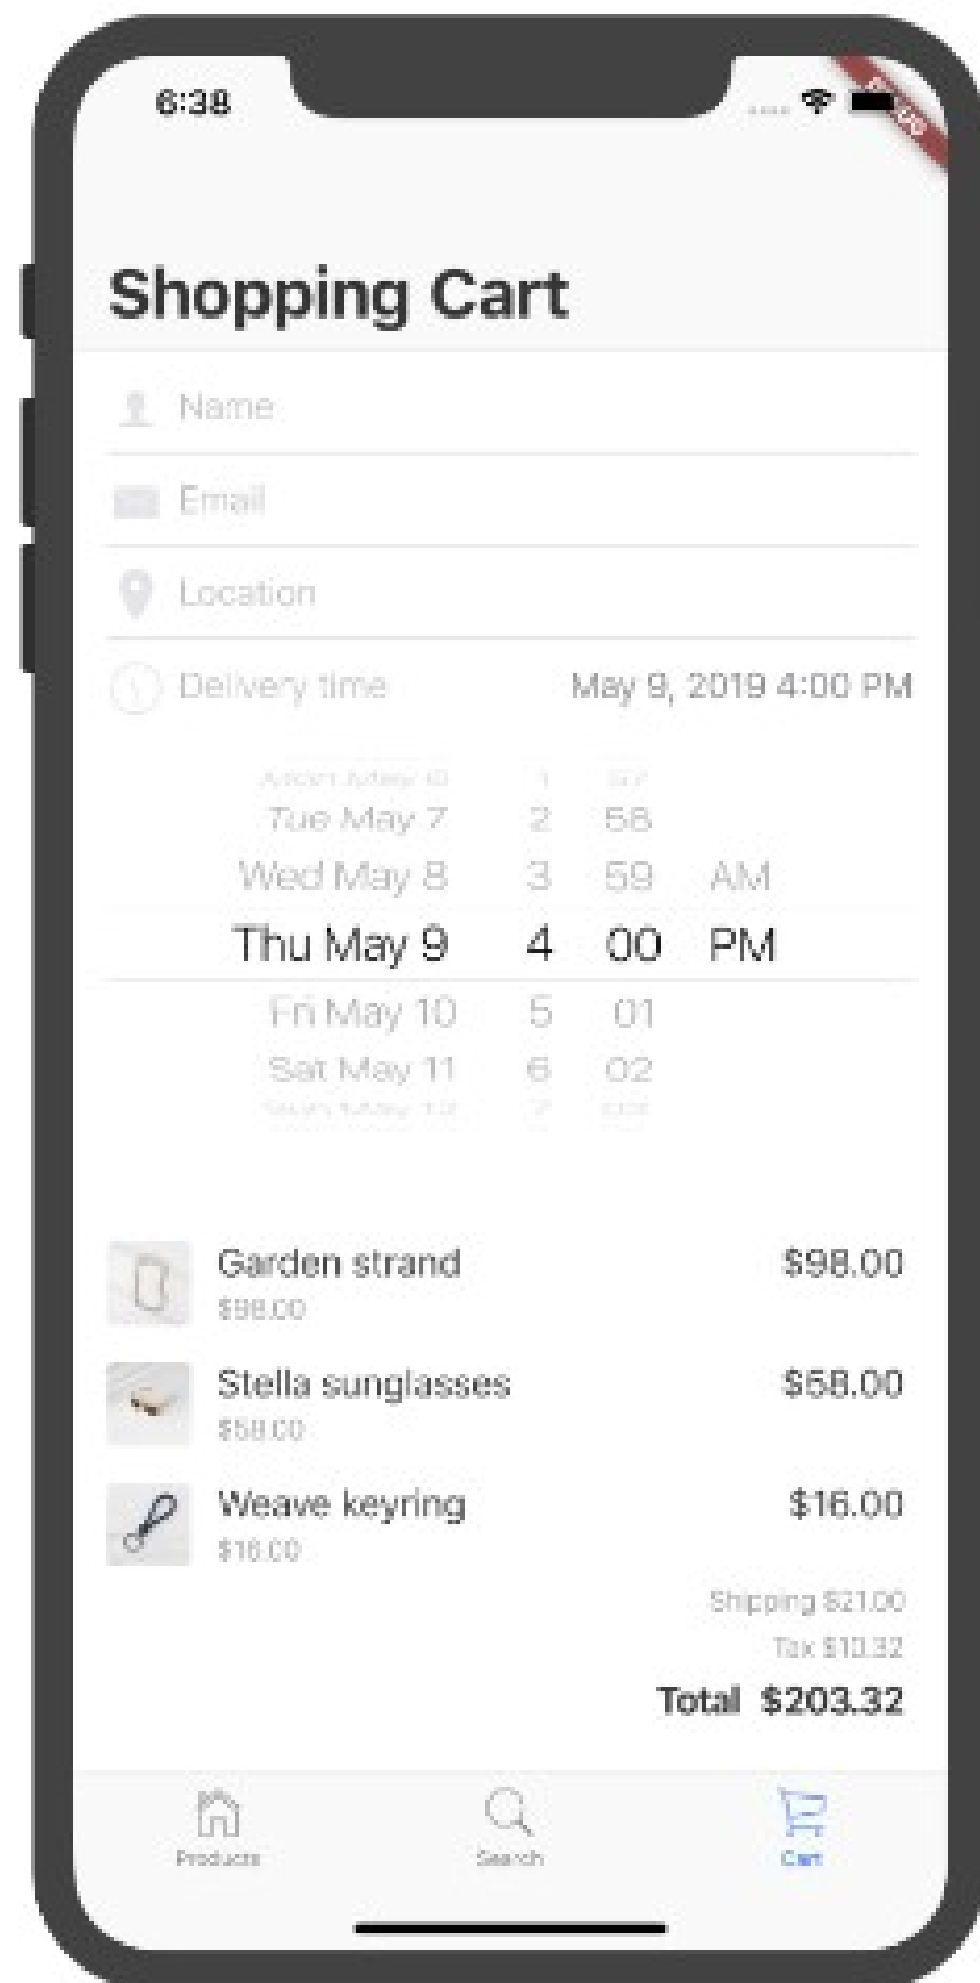 6:38
Shopping Cart
Name
Email
Location
Delivery time May 9, 2019 4:00 PM
Tue May 7 2 58
Wed May 8 3 59 AM
Thu May 9 4 00 PM
Fri May 10 5 01
Sat May 11 6 02
Garden strand $98.00
$98.00
Stella sunglasses $58.00
$58.00
Weave keyring $16.00
$16.00
Shipping $21.00
Tax $10.32
Total $203.32
Products Search Cart